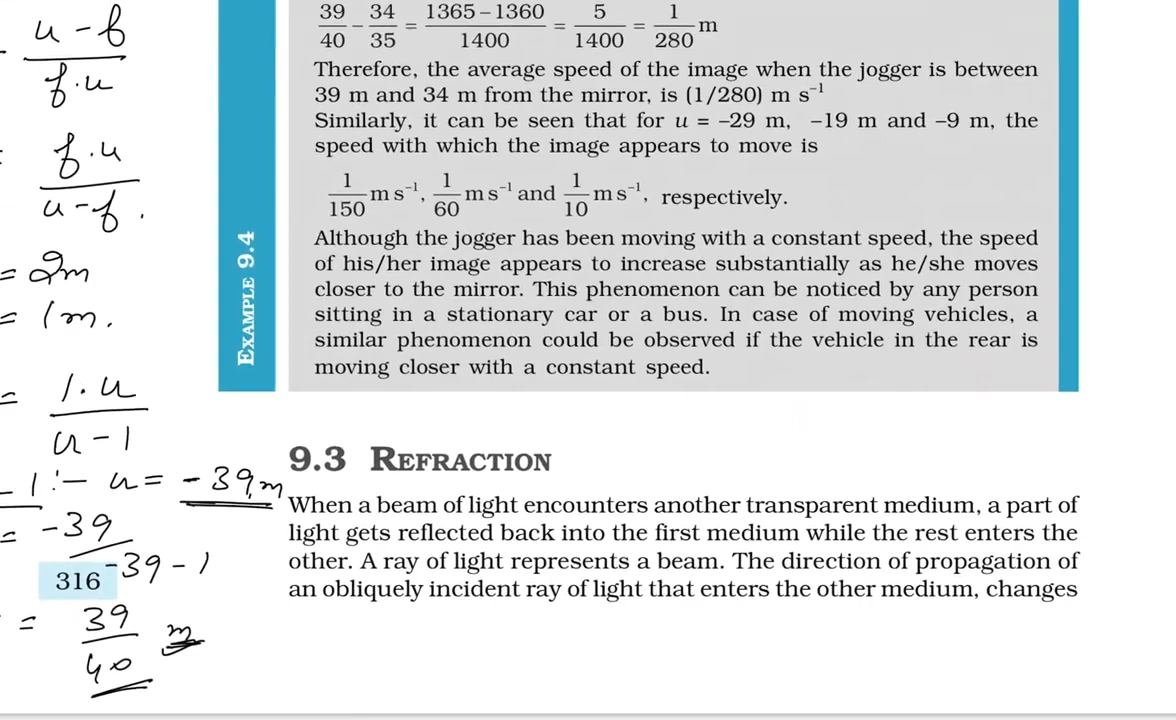 u-f
f.u
= f.u
u-f.
= 2m
= 1m.
= 1.u
u-1
1:- u= -39m
= -39
-39-1
= 39 m
40
39/40 − 34/35 = 1365−1360/1400 = 5/1400 = 1/280 m
Therefore, the average speed of the image when the jogger is between
39 m and 34 m from the mirror, is (1/280) m s⁻¹
Similarly, it can be seen that for u = –29 m, –19 m and –9 m, the
speed with which the image appears to move is
1/150 m s⁻¹, 1/60 m s⁻¹ and 1/10 m s⁻¹, respectively.
Although the jogger has been moving with a constant speed, the speed
of his/her image appears to increase substantially as he/she moves
closer to the mirror. This phenomenon can be noticed by any person
sitting in a stationary car or a bus. In case of moving vehicles, a
similar phenomenon could be observed if the vehicle in the rear is
moving closer with a constant speed.
EXAMPLE 9.4
9.3 REFRACTION
When a beam of light encounters another transparent medium, a part of
light gets reflected back into the first medium while the rest enters the
other. A ray of light represents a beam. The direction of propagation of
an obliquely incident ray of light that enters the other medium, changes
316